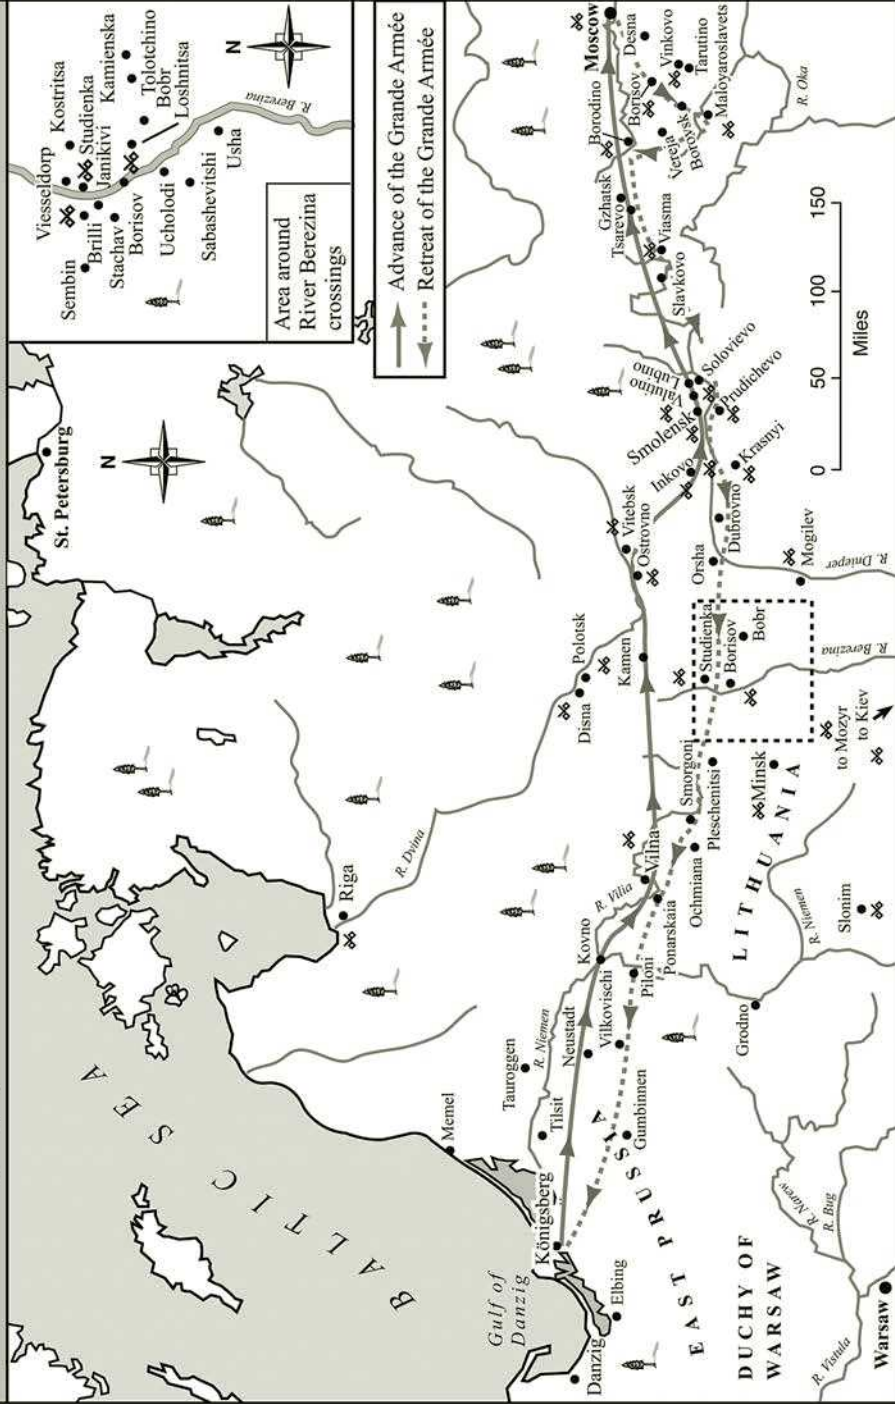 St. Petersburg
N
Viesseldorp
Kostritsa
Studienka
Janikivi
Kamienska
Sembin
Brilli
Stachav
Borisov
Tolotchino
Bobr
Loshnitsa
Ucholodi
Sabashevitshi
Usha
R. Berezina
N
Area around
River Berezina
crossings
Advance of the Grande Armée
Retreat of the Grande Armée
BALTIC SEA
Gulf of
Danzig
Riga
R. Dvina
Memel
Tauroggen
R. Niemen
Tilsit
Königsberg
Danzig
Elbing
Neustadt
Kovno
Vilkovischi
Gumbinnen
Piloni
Ponarskaia
R. Vilia
Vilna
Ochmiana
Smorgoni
Pleschenitsi
Disna
Polotsk
Kamen
Vitebsk
Ostrovno
Studienka
Borisov
Bobr
Orsha
Dubrovno
Mogilev
R. Dnieper
R. Berezina
Inkovo
Smolensk
Valutino
Lubino
Solovievo
Prudichevo
Krasnyi
Slavkovo
Viasma
Tsarevo
Gzhatsk
Borodino
Moscow
Desna
Borisov
Vinkovo
Tarutino
Maloyaroslavets
Vereja
Borovsk
R. Oka
EAST PRUSSIA
DUCHY OF
WARSAW
LITHUANIA
Minsk
to Mozyr
to Kiev
Grodno
Slonim
R. Niemen
R. Narew
R. Bug
R. Vistula
Warsaw
0 50 100 150
Miles